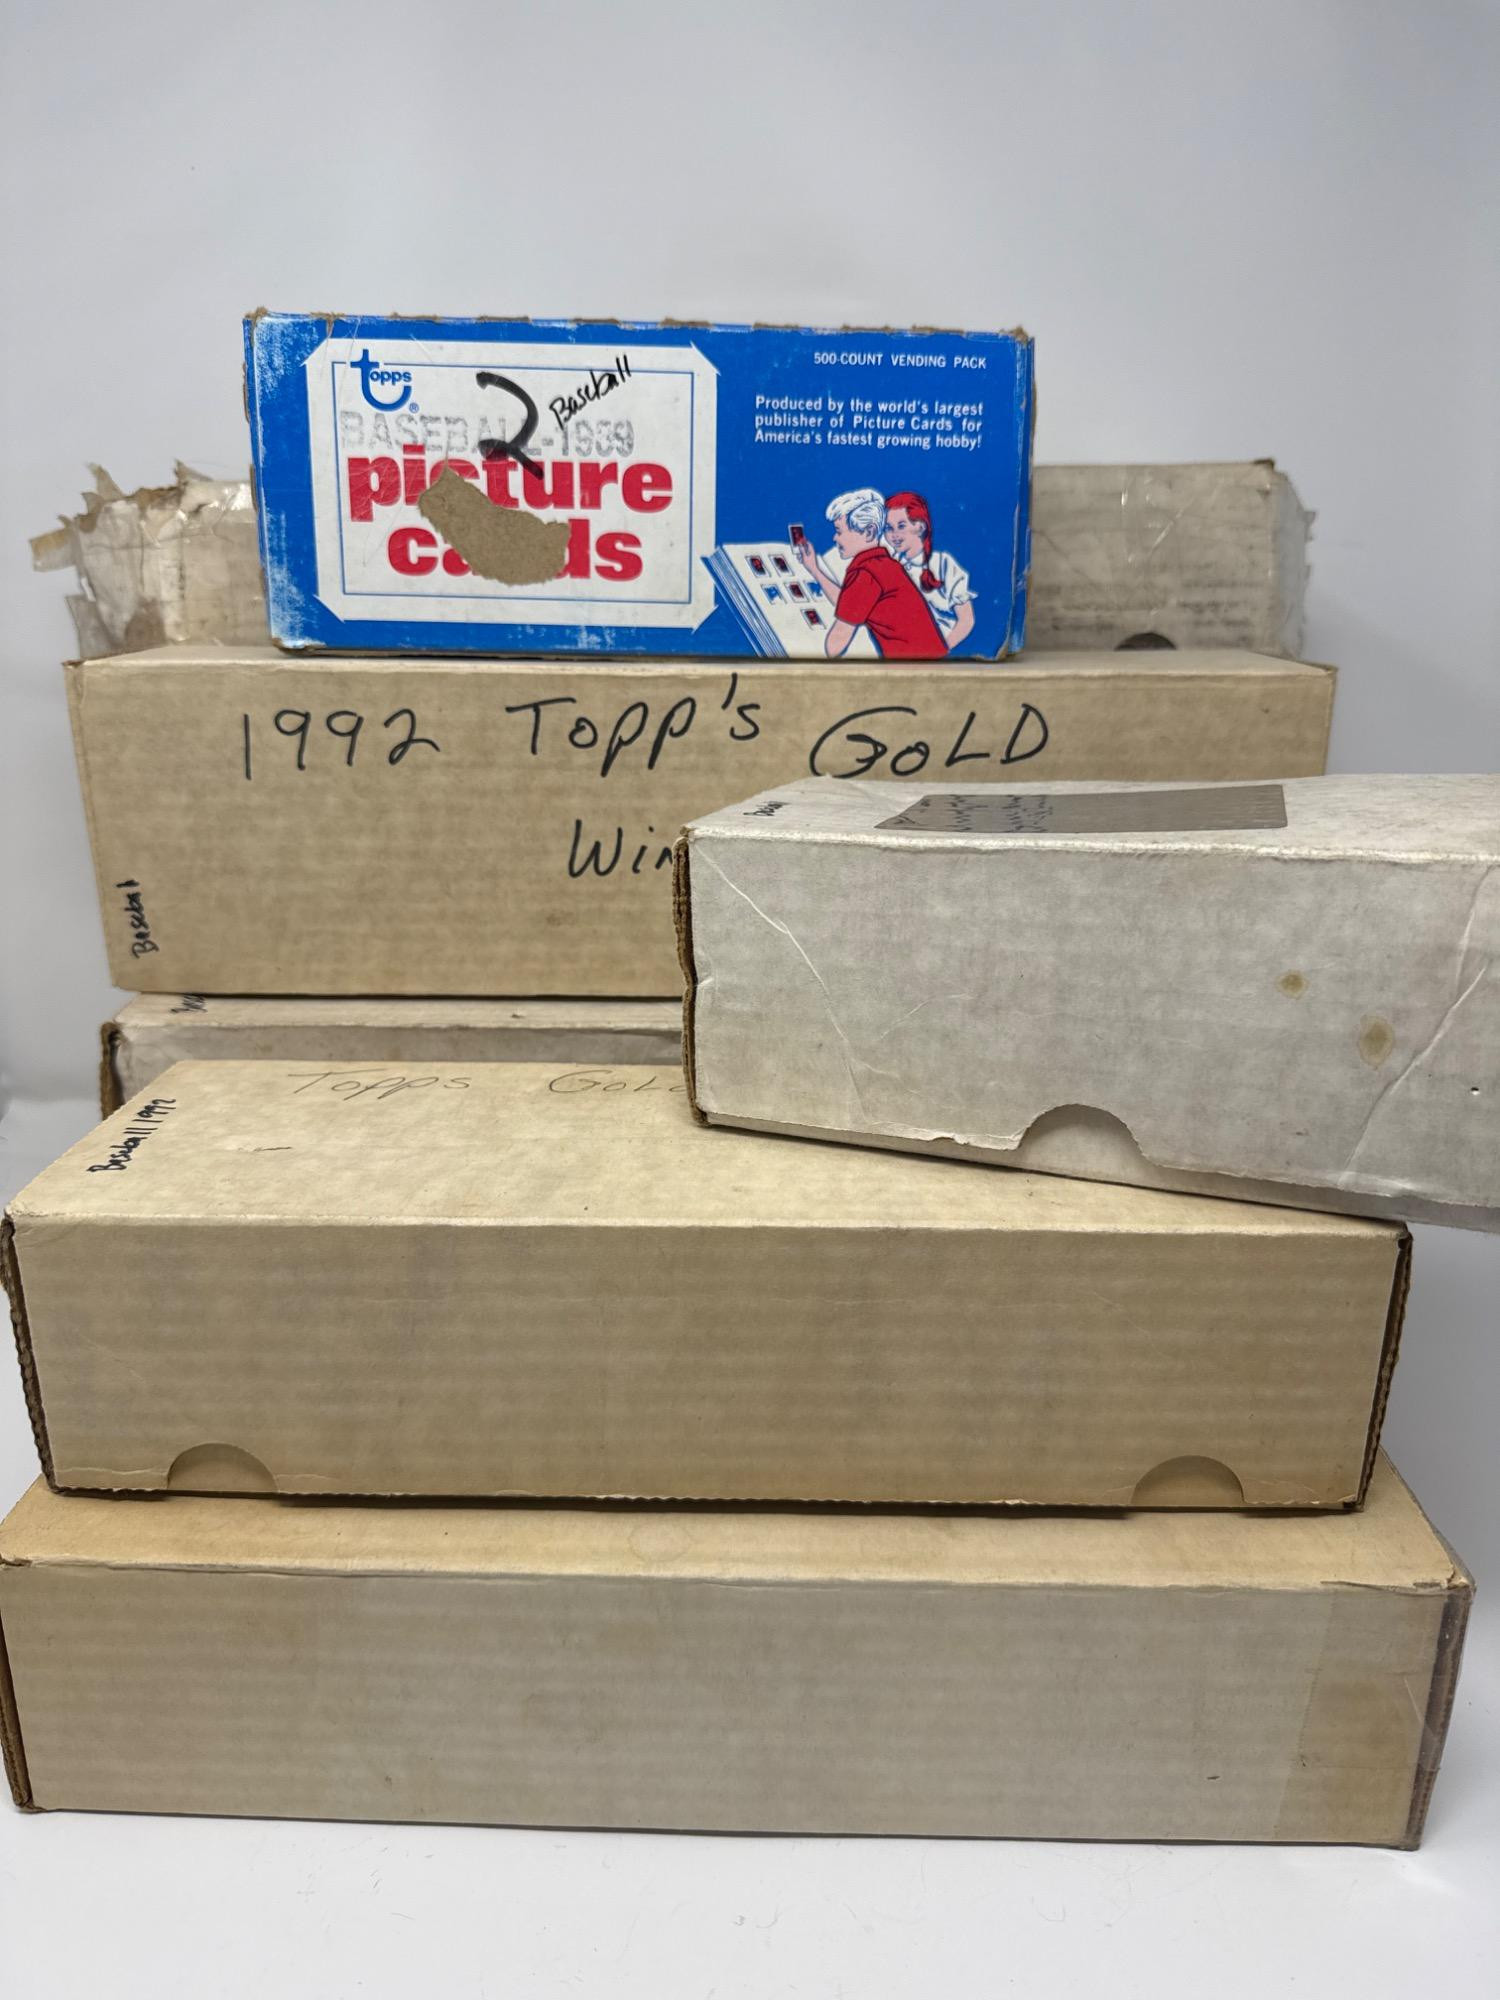 500-COUNT VENDING PACK
topps®
2 Baseball
BASEBALL-1989
picture
cards
Produced by the world's largest
publisher of Picture Cards for
America's fastest growing hobby!
1992 Topp's GOLD
Win
Baseball
Topps Gold
Baseball 1992